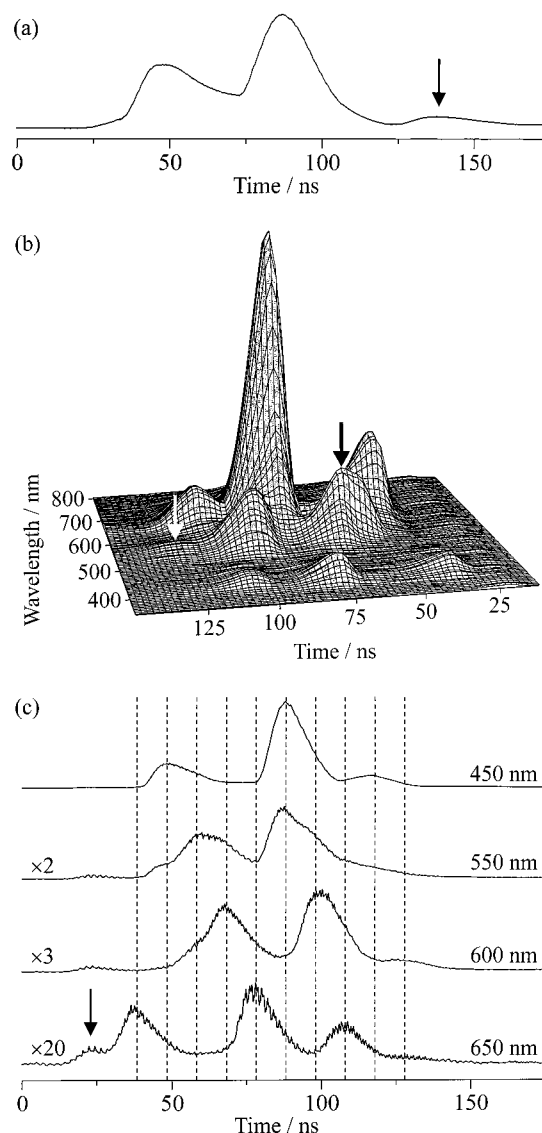 (a)
0 50 100 150
Time / ns
(b)
Wavelength / nm
800
700
600
500
400
125 100 75 50 25
Time / ns
(c)
450 nm
×2 550 nm
×3 600 nm
×20 650 nm
0 50 100 150
Time / ns